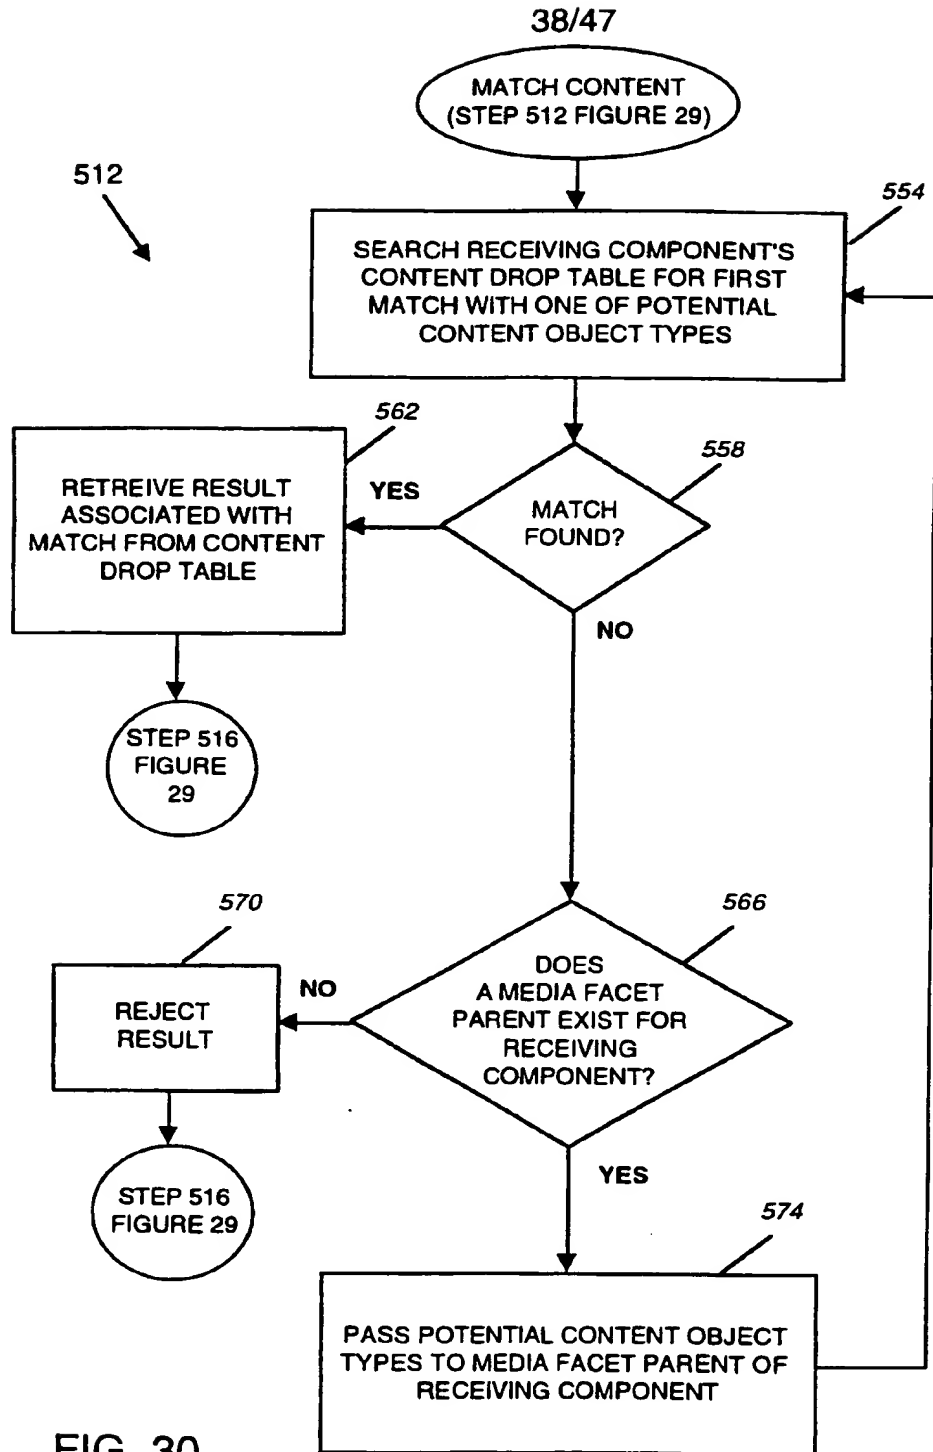 38/47
MATCH CONTENT
(STEP 512 FIGURE 29)
512
554
SEARCH RECEIVING COMPONENT'S
CONTENT DROP TABLE FOR FIRST
MATCH WITH ONE OF POTENTIAL
CONTENT OBJECT TYPES
562
558
RETREIVE RESULT
ASSOCIATED WITH
MATCH FROM CONTENT
DROP TABLE
YES
MATCH
FOUND?
NO
STEP 516
FIGURE
29
570
566
REJECT
RESULT
NO
DOES
A MEDIA FACET
PARENT EXIST FOR
RECEIVING
COMPONENT?
STEP 516
FIGURE 29
YES
574
PASS POTENTIAL CONTENT OBJECT
TYPES TO MEDIA FACET PARENT OF
RECEIVING COMPONENT
FIG. 30